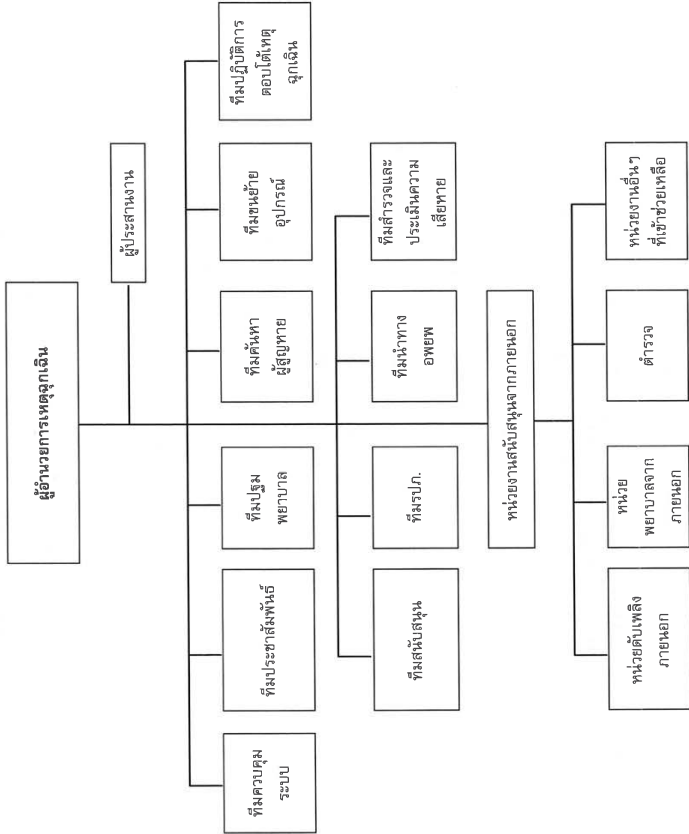 ผู้อำนวยการเหตุฉุกเฉิน
ผู้ประสานงาน
ทีมควบคุม
ระบบ
ทีมประชาสัมพันธ์
ทีมปฐม
พยาบาล
ทีมค้นหา
ผู้สูญหาย
ทีมขนย้าย
อุปกรณ์
ทีมปฏิบัติการ
ตอบโต้เหตุ
ฉุกเฉิน
ทีมสนับสนุน
ทีมรปภ.
ทีมนำทาง
อพยพ
ทีมสำรวจและ
ประเมินความ
เสียหาย
หน่วยงานสนับสนุนจากภายนอก
หน่วยดับเพลิง
ภายนอก
หน่วย
พยาบาลจาก
ภายนอก
ตำรวจ
หน่วยงานอื่นๆ
ที่เข้าช่วยเหลือ